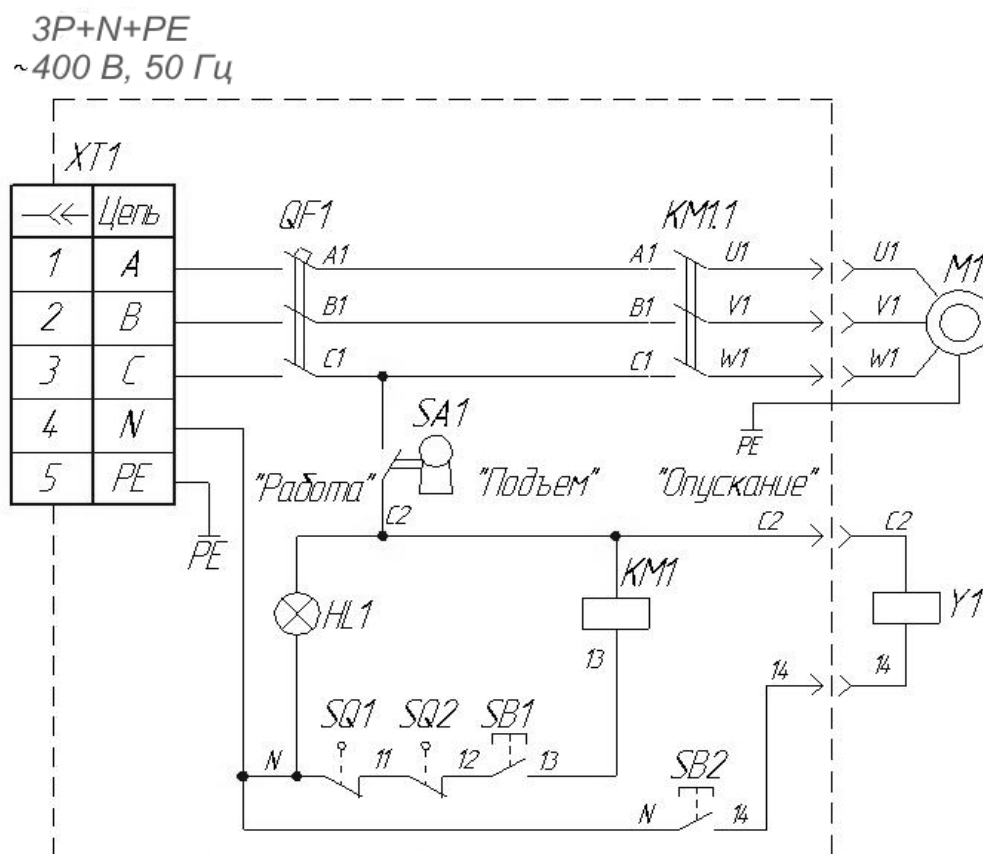 3P+N+PE
~400 В, 50 Гц
XT1
Цепь
1 A
2 B
3 C
4 N
5 PE
PE
QF1
A1
B1
C1
KM1.1
A1
B1
C1
U1
V1
W1
U1
V1
W1
M1
PE
SA1
"Работа"
"Подъем"
"Опускание"
C2
C2
C2
HL1
KM1
Y1
13
14
14
SQ1
SQ2
SB1
N
11
12
13
SB2
N
14